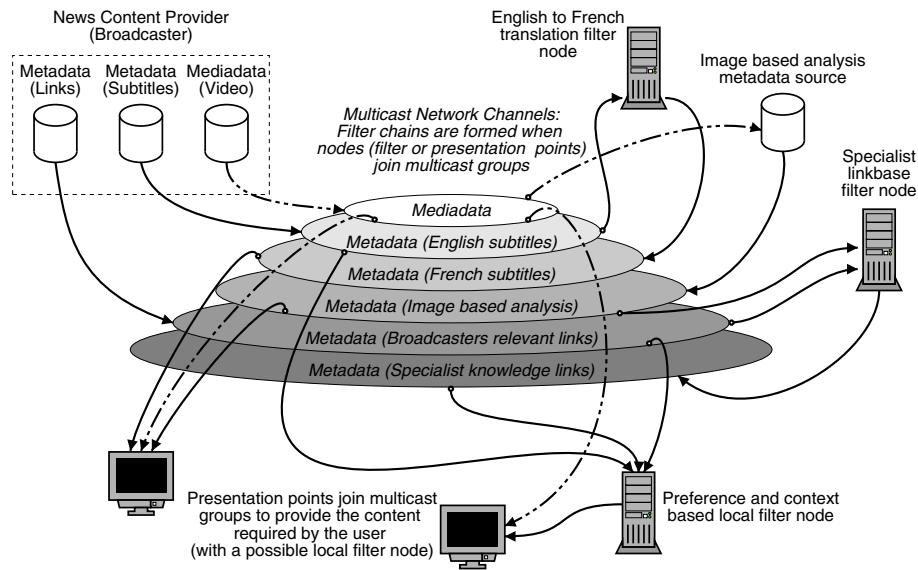 News Content Provider
(Broadcaster)
Metadata
(Links)
Metadata
(Subtitles)
Mediadata
(Video)
English to French
translation filter
node
Image based analysis
metadata source
Multicast Network Channels:
Filter chains are formed when
nodes (filter or presentation points)
join multicast groups
Specialist
linkbase
filter node
Mediadata
Metadata (English subtitles)
Metadata (French subtitles)
Metadata (Image based analysis)
Metadata (Broadcasters relevant links)
Metadata (Specialist knowledge links)
Presentation points join multicast
groups to provide the content
required by the user
(with a possible local filter node)
Preference and context
based local filter node